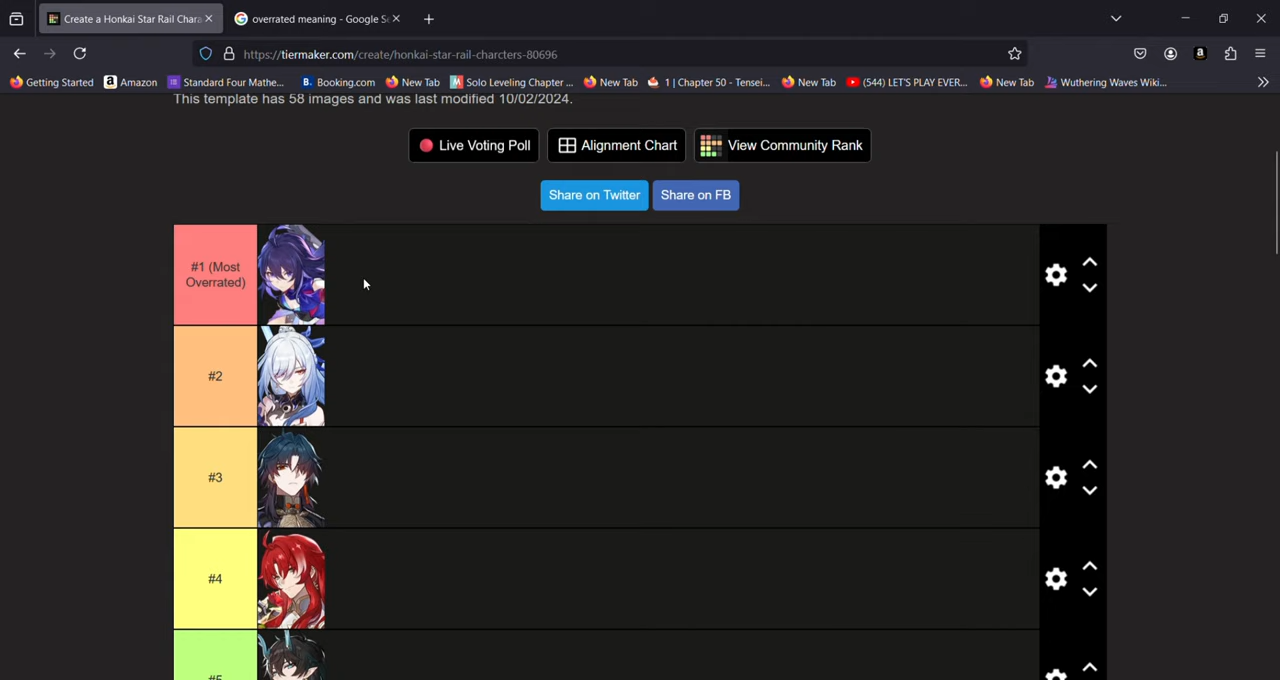 Create a Honkai Star Rail Chara
overrated meaning - Google Se
https://tiermaker.com/create/honkai-star-rail-charcters-80696
Getting Started
Amazon
Standard Four Mathe...
Booking.com
New Tab
Solo Leveling Chapter ...
New Tab
1 | Chapter 50 - Tensei...
New Tab
(544) LET'S PLAY EVER...
New Tab
Wuthering Waves Wiki...
This template has 58 images and was last modified 10/02/2024.
Live Voting Poll
Alignment Chart
View Community Rank
Share on Twitter
Share on FB
#1 (Most
Overrated)
#2
#3
#4
#5